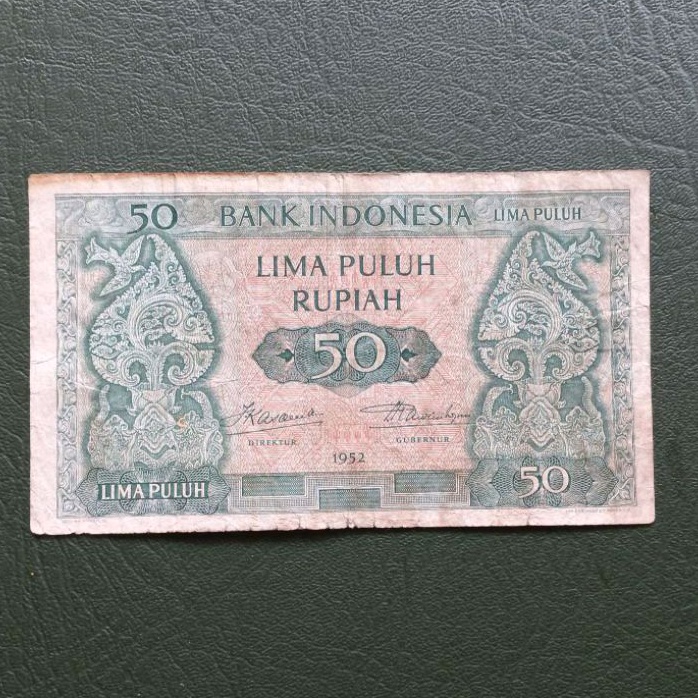 50 BANK INDONESIA LIMA PULUH
LIMA PULUH
RUPIAH
50
DIREKTUR GUBERNUR
1952
LIMA PULUH 50